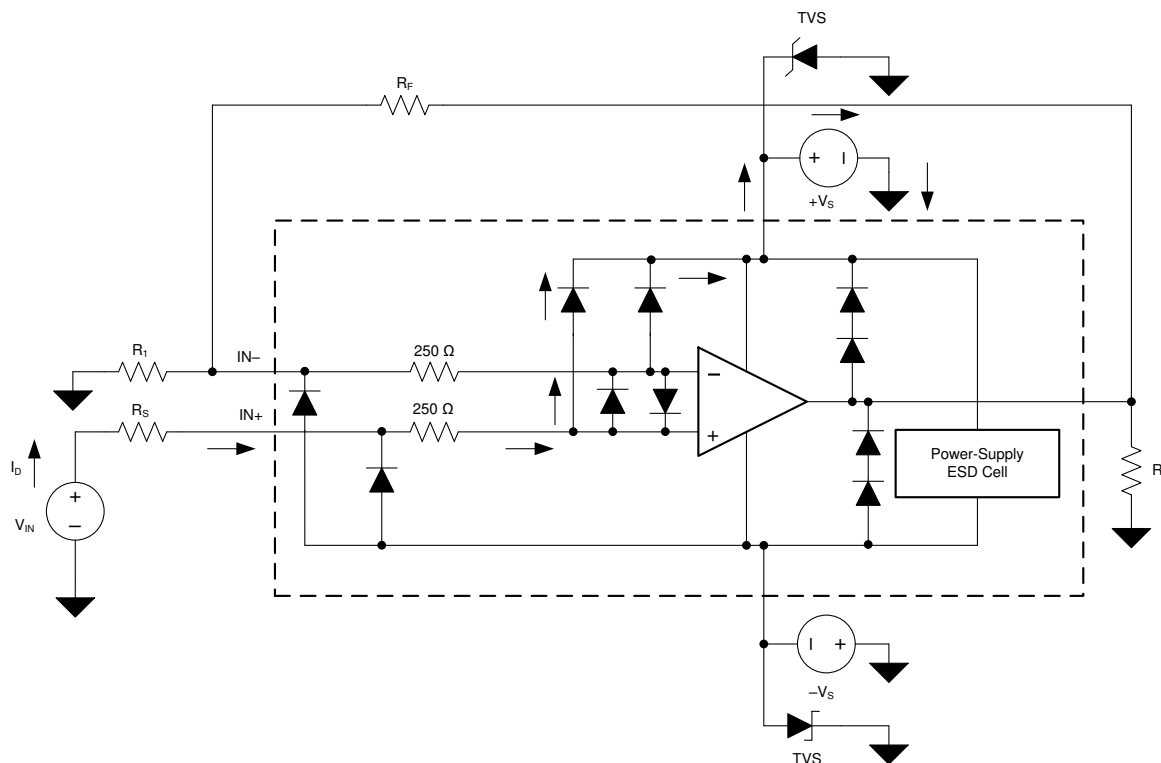 TVS
RF
+
+VS
R1
IN–
250 Ω
RS
IN+
250 Ω
–
+
ID
VIN
+
–
Power-Supply
ESD Cell
R
+
–VS
TVS